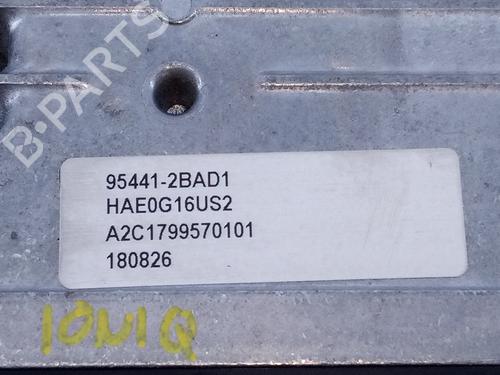 B-PARTS
95441-2BAD1
HAE0G16US2
A2C1799570101
180826
IONIQ